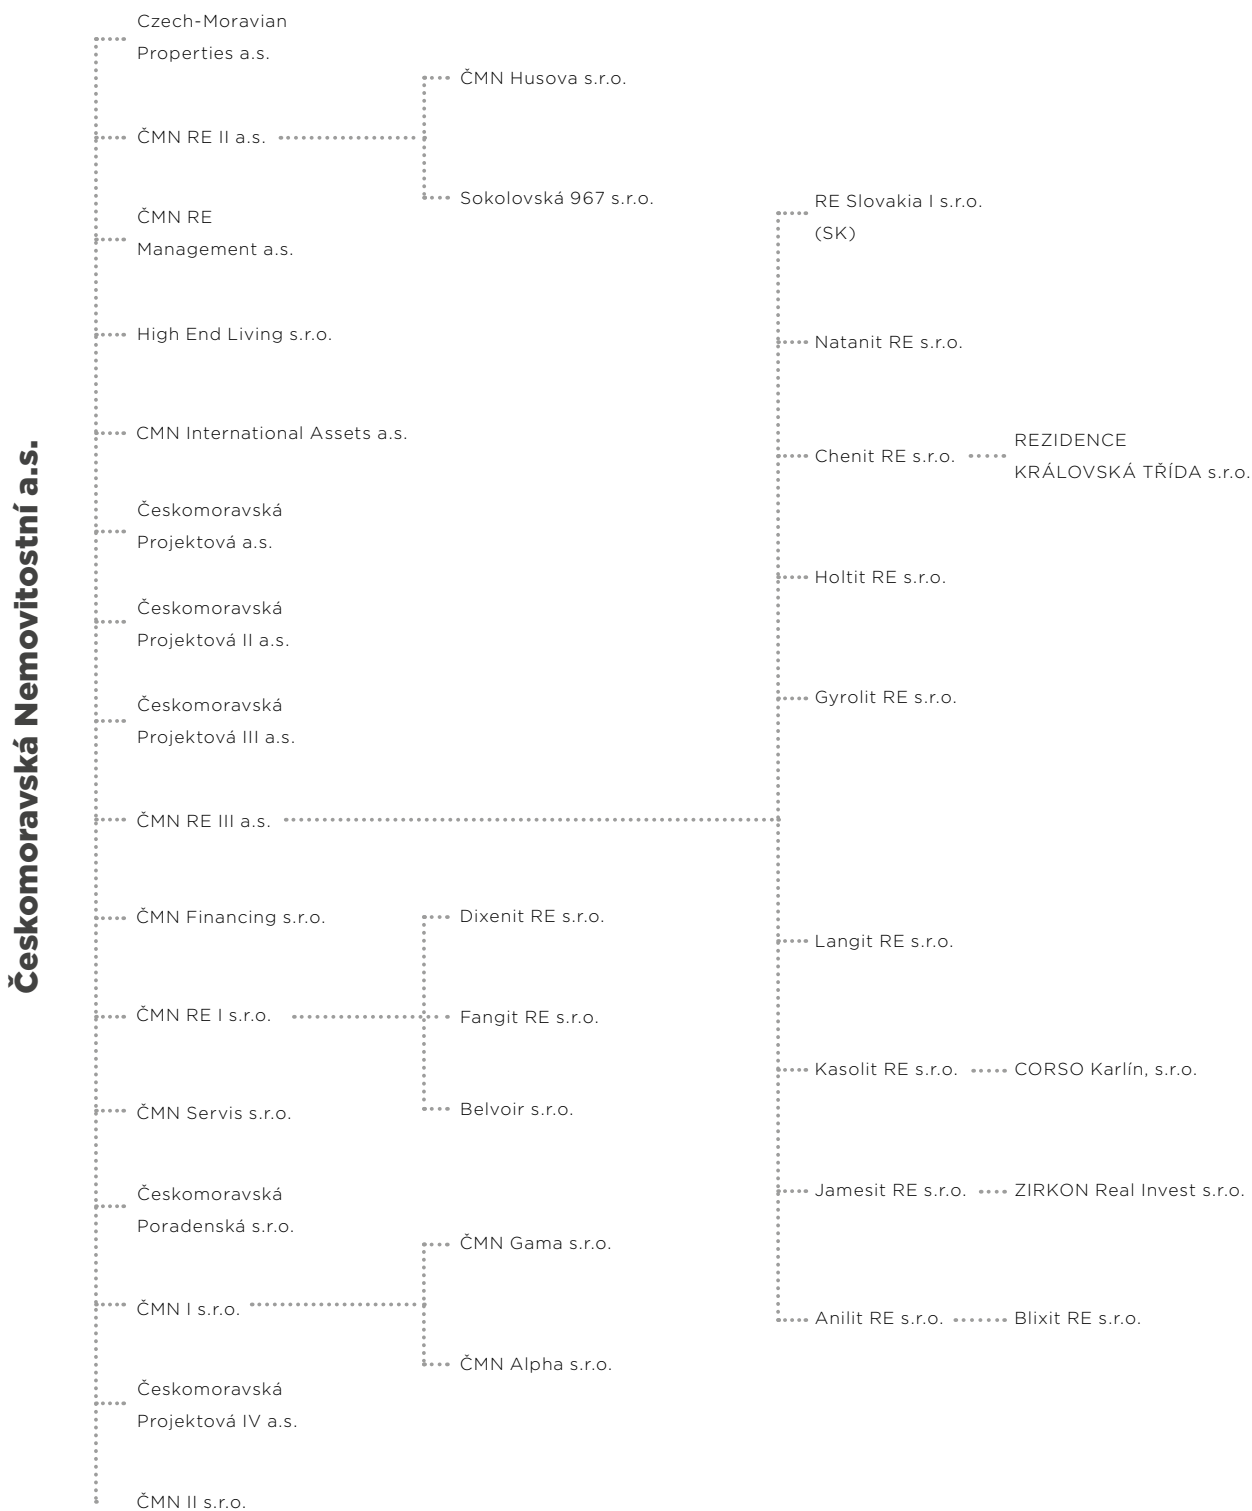 Českomoravská Nemovitostní a.s.
Czech-Moravian
Properties a.s.
ČMN RE II a.s.
ČMN Husova s.r.o.
Sokolovská 967 s.r.o.
ČMN RE
Management a.s.
High End Living s.r.o.
CMN International Assets a.s.
Českomoravská
Projektová a.s.
Českomoravská
Projektová II a.s.
Českomoravská
Projektová III a.s.
ČMN RE III a.s.
RE Slovakia I s.r.o.
(SK)
Natanit RE s.r.o.
Chenit RE s.r.o.
REZIDENCE
KRÁLOVSKÁ TŘÍDA s.r.o.
Holtit RE s.r.o.
Gyrolit RE s.r.o.
Langit RE s.r.o.
Kasolit RE s.r.o.
CORSO Karlín, s.r.o.
Jamesit RE s.r.o.
ZIRKON Real Invest s.r.o.
Anilit RE s.r.o.
Blixit RE s.r.o.
ČMN Financing s.r.o.
ČMN RE I s.r.o.
Dixenit RE s.r.o.
Fangit RE s.r.o.
Belvoir s.r.o.
ČMN Servis s.r.o.
Českomoravská
Poradenská s.r.o.
ČMN I s.r.o.
ČMN Gama s.r.o.
ČMN Alpha s.r.o.
Českomoravská
Projektová IV a.s.
ČMN II s.r.o.